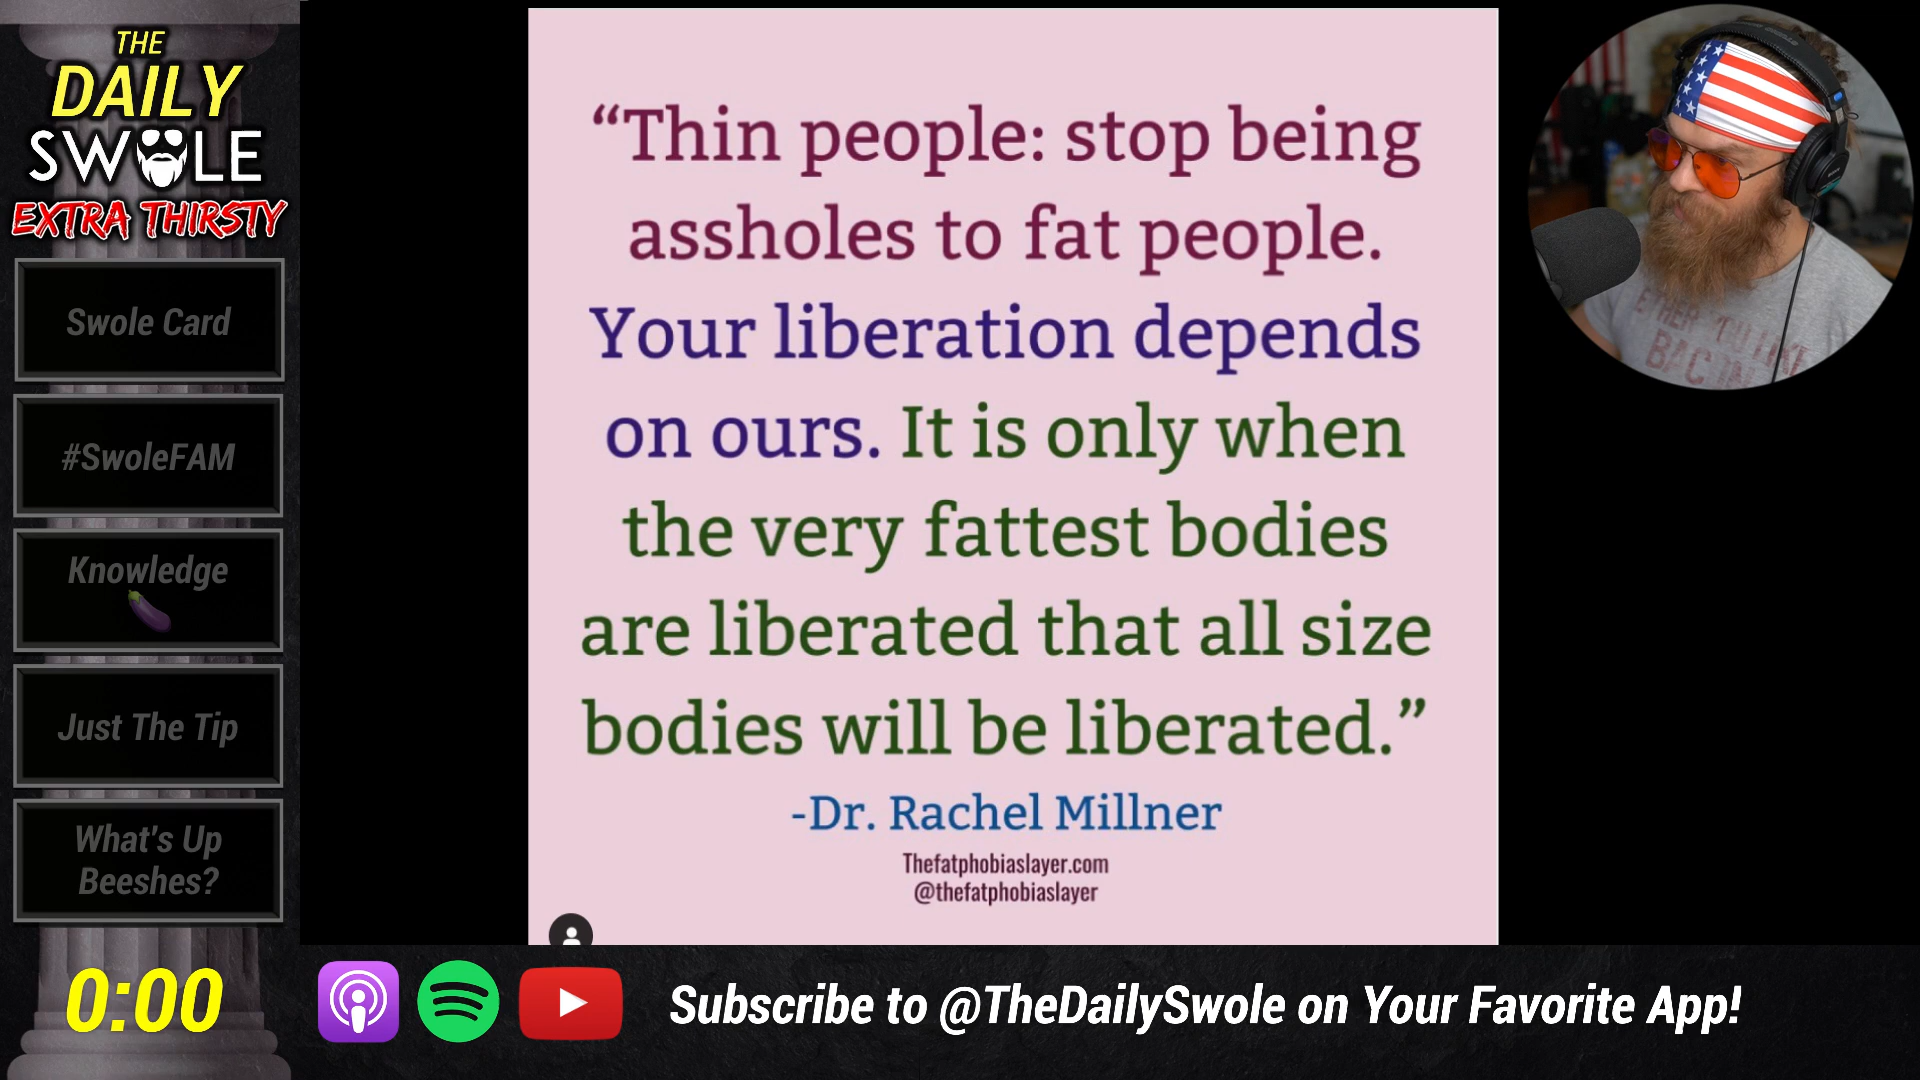 THE
DAILY
SWOLE
EXTRA THIRSTY
Swole Card
#SwoleFAM
Knowledge
Just The Tip
What's Up
Beeshes?
0:00
“Thin people: stop being
assholes to fat people.
Your liberation depends
on ours. It is only when
the very fattest bodies
are liberated that all size
bodies will be liberated.”
-Dr. Rachel Millner
Thefatphobiaslayer.com
@thefatphobiaslayer
Subscribe to @TheDailySwole on Your Favorite App!